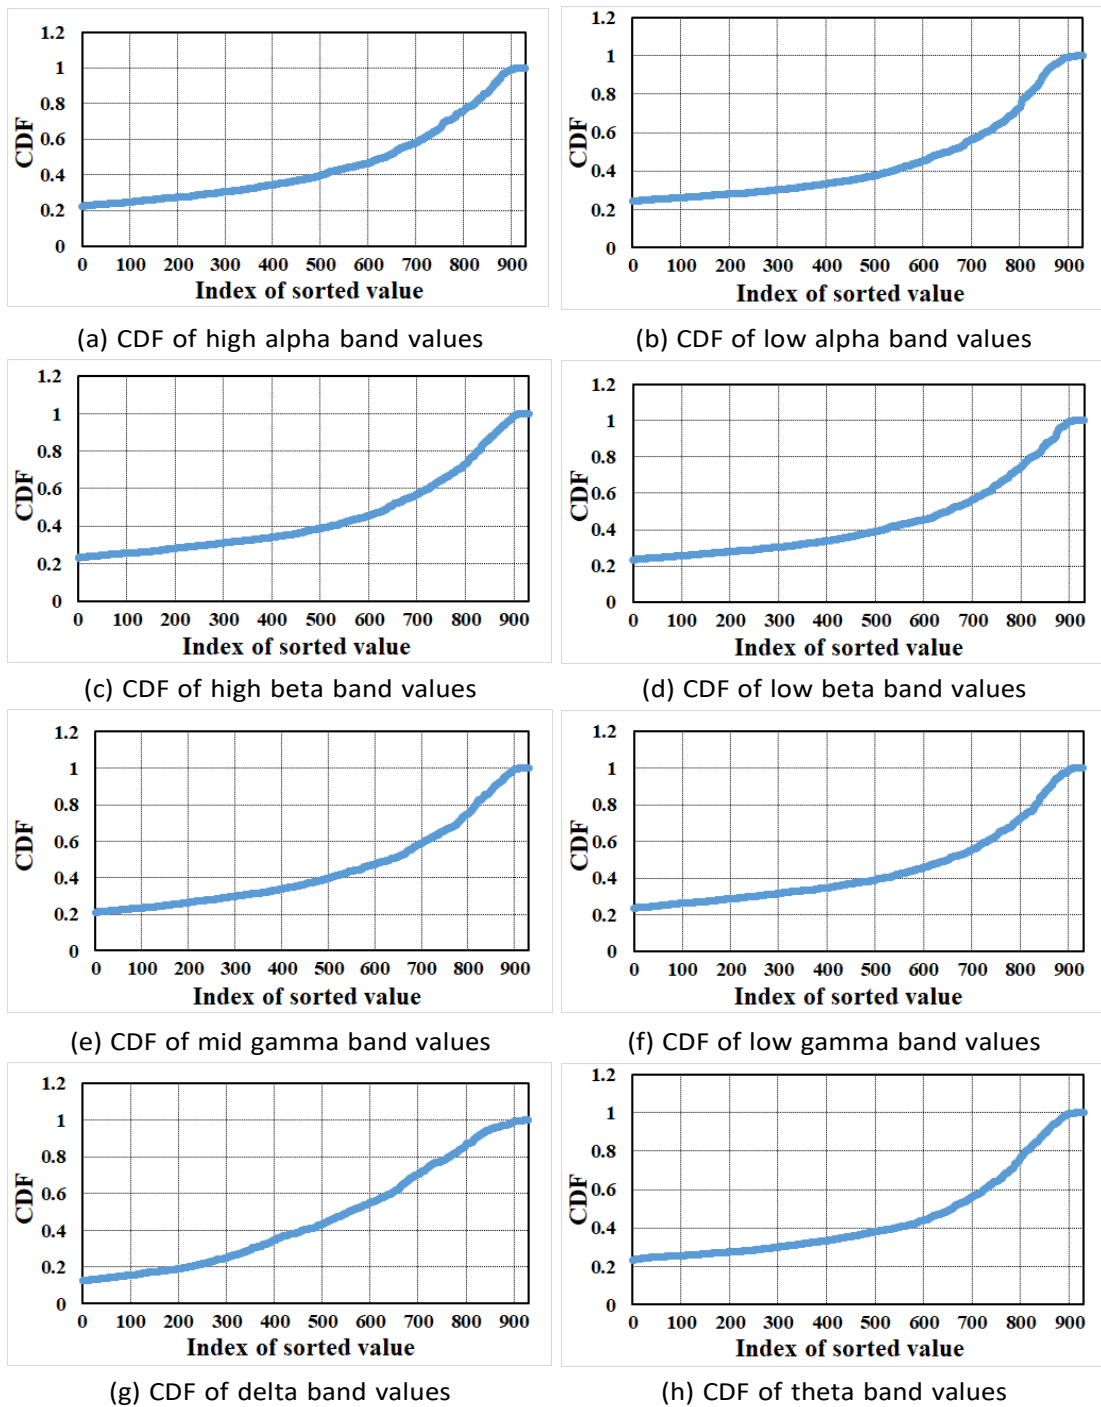 1.2
1
0.8
0.6
0.4
0.2
0
CDF
0 100 200 300 400 500 600 700 800 900
Index of sorted value
(a) CDF of high alpha band values
1.2
1
0.8
0.6
0.4
0.2
0
CDF
0 100 200 300 400 500 600 700 800 900
Index of sorted value
(b) CDF of low alpha band values
1.2
1
0.8
0.6
0.4
0.2
0
CDF
0 100 200 300 400 500 600 700 800 900
Index of sorted value
(c) CDF of high beta band values
1.2
1
0.8
0.6
0.4
0.2
0
CDF
0 100 200 300 400 500 600 700 800 900
Index of sorted value
(d) CDF of low beta band values
1.2
1
0.8
0.6
0.4
0.2
0
CDF
0 100 200 300 400 500 600 700 800 900
Index of sorted value
(e) CDF of mid gamma band values
1.2
1
0.8
0.6
0.4
0.2
0
CDF
0 100 200 300 400 500 600 700 800 900
Index of sorted value
(f) CDF of low gamma band values
1.2
1
0.8
0.6
0.4
0.2
0
CDF
0 100 200 300 400 500 600 700 800 900
Index of sorted value
(g) CDF of delta band values
1.2
1
0.8
0.6
0.4
0.2
0
CDF
0 100 200 300 400 500 600 700 800 900
Index of sorted value
(h) CDF of theta band values